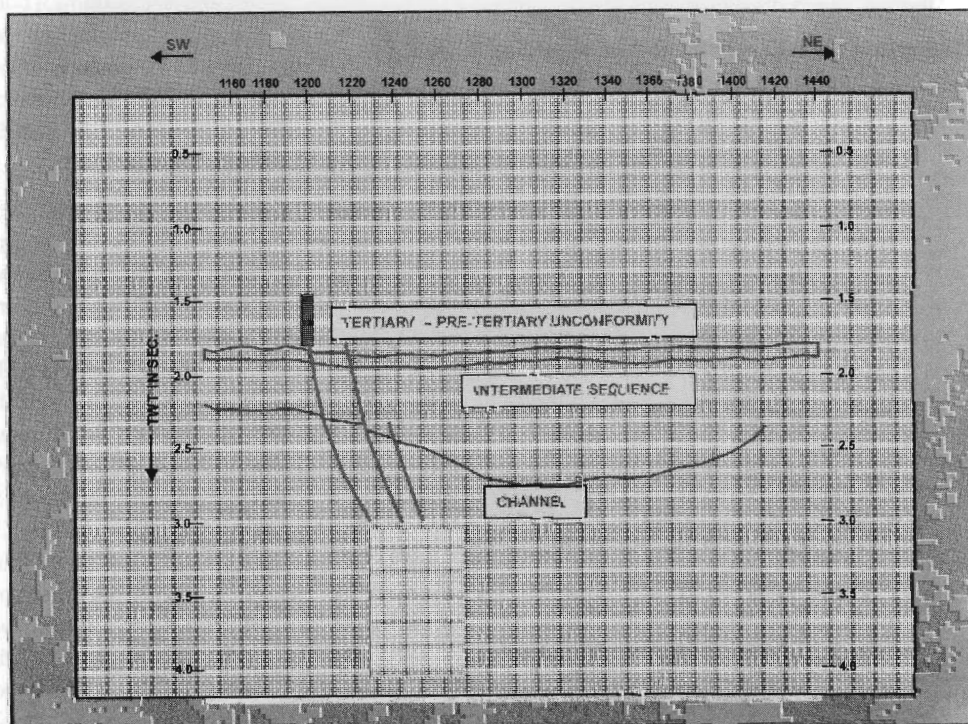 SW NE
1160 1180 1200 1220 1240 1260 1280 1300 1320 1340 1360 1380 1400 1420 1440
0.5 0.5
1.0 1.0
1.5 1.5
TERTIARY - PRE-TERTIARY UNCONFORMITY
TWT IN SEC.
2.0 2.0
INTERMEDIATE SEQUIENCE
2.5 2.5
CHANNEL
3.0 3.0
3.5 3.5
4.0 4.0